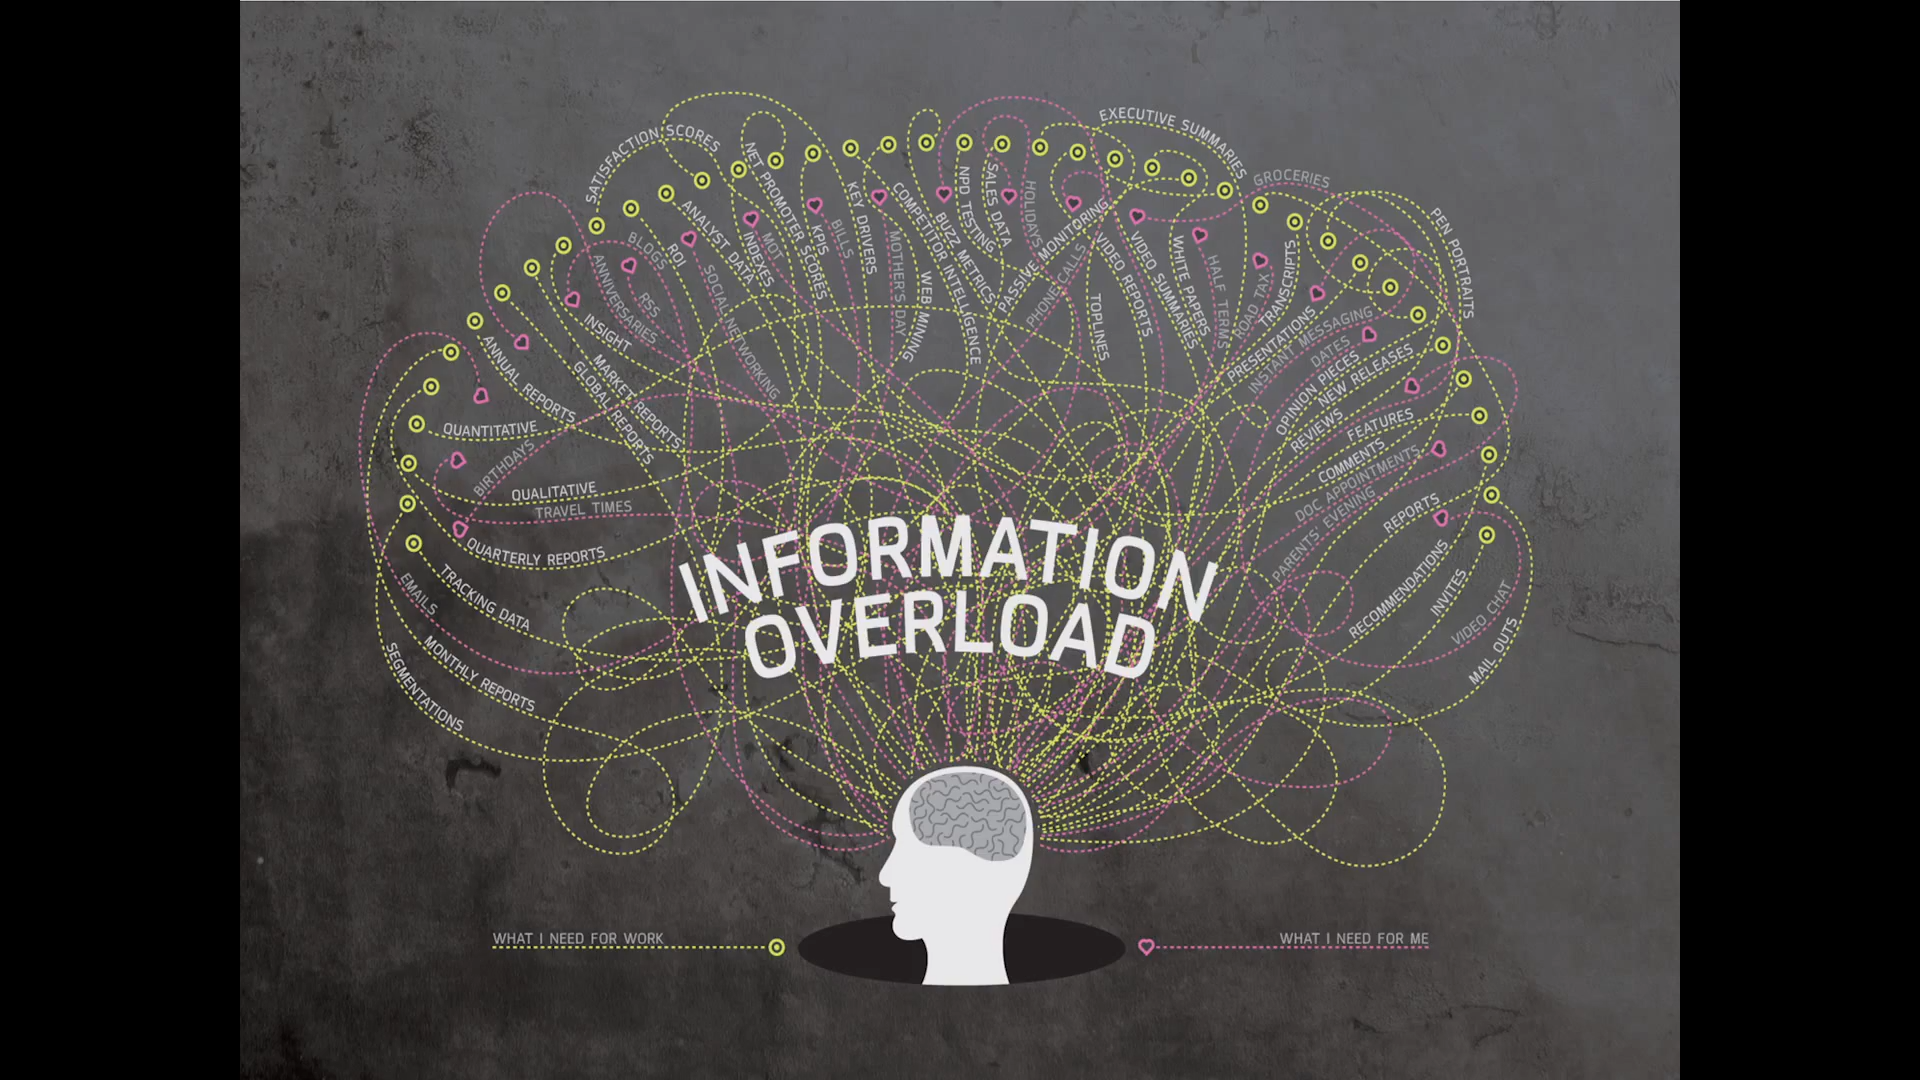 EXECUTIVE SUMMARIES
SATISFACTION SCORES
NET PROMOTER SCORES
GROCERIES
PEN PORTRAITS
KEY DRIVERS
COMPETITOR INTELLIGENCE
NPD TESTING
SALES DATA
HOLIDAYS
PASSIVE MONITORING
ANALYST DATA
BLOGS
ROI
INDEXES
MOT
KPIS
BILLS
MOTHER'S DAY
BUZZ METRICS
WEB MINING
PHONE CALLS
VIDEO REPORTS
VIDEO SUMMARIES
WHITE PAPERS
HALF TERM
ROAD TAX
TRANSCRIPTS
ANNIVERSARIES
RSS
SOCIAL NETWORKING
TOPLINES
PRESENTATIONS
INSTANT MESSAGING
DATES
INSIGHT
ANNUAL REPORTS
MARKET REPORTS
GLOBAL REPORTS
OPINION PIECES
NEW RELEASES
REVIEWS
FEATURES
QUANTITATIVE
BIRTHDAYS
COMMENTS
DOC APPOINTMENTS
QUALITATIVE
TRAVEL TIMES
PARENTS EVENING
REPORTS
QUARTERLY REPORTS
INFORMATION
OVERLOAD
EMAILS
TRACKING DATA
RECOMMENDATIONS
INVITES
VIDEO CHAT
MAIL OUTS
SEGMENTATIONS
MONTHLY REPORTS
WHAT I NEED FOR WORK
WHAT I NEED FOR ME